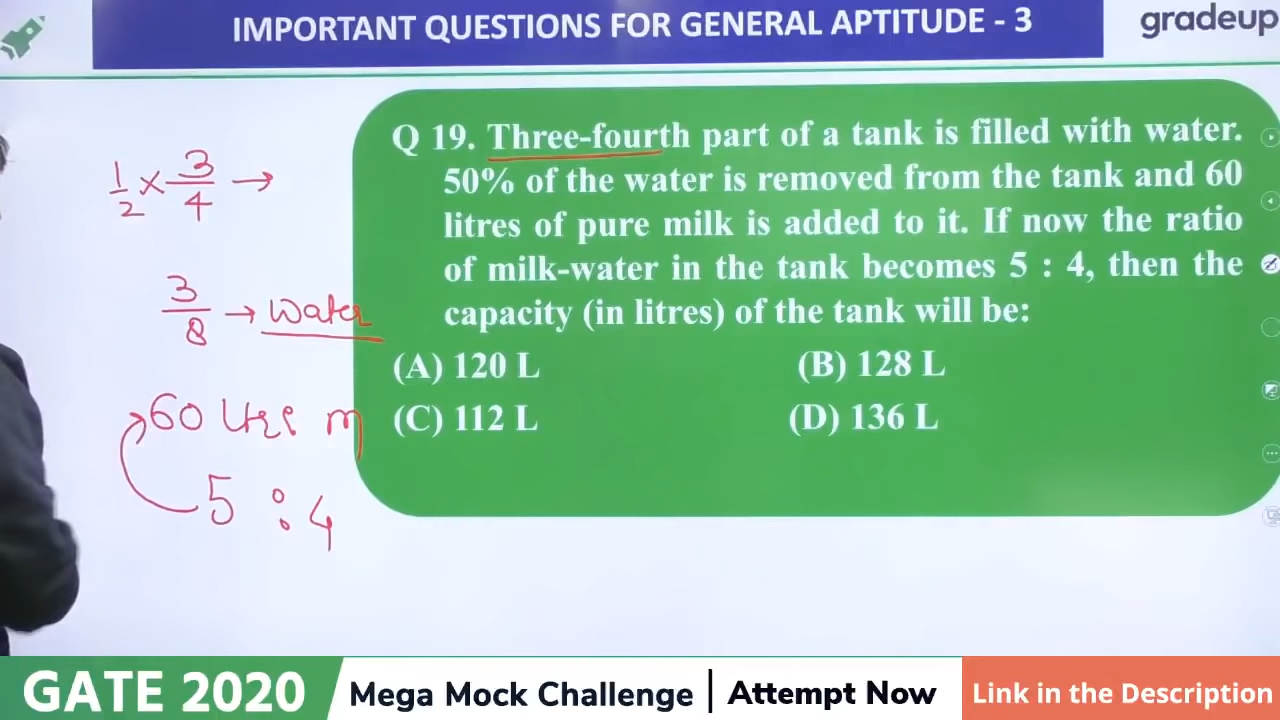 IMPORTANT QUESTIONS FOR GENERAL APTITUDE - 3
gradeup
Q 19. Three-fourth part of a tank is filled with water.
50% of the water is removed from the tank and 60
litres of pure milk is added to it. If now the ratio
of milk-water in the tank becomes 5 : 4, then the
capacity (in litres) of the tank will be:
(A) 120 L (B) 128 L
(C) 112 L (D) 136 L
1/2 × 3/4 →
3/8 → Water
60 ltrs m
5 : 4
GATE 2020 Mega Mock Challenge | Attempt Now Link in the Description